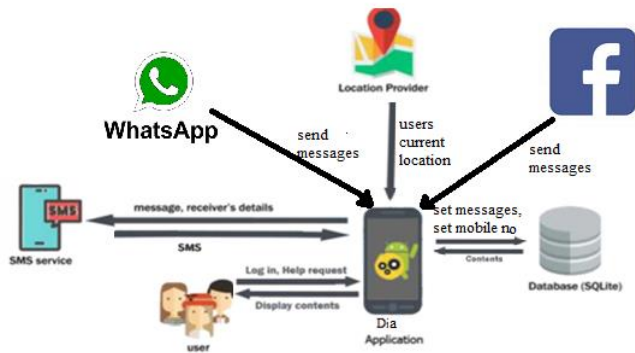 Location Provider
WhatsApp
send
messages
users
current
location
send
messages
message, receiver's details
SMS
SMS
SMS service
set messages,
set mobile no
Contents
Database (SQLite)
Log in, Help request
Display contents
user
Dia
Application